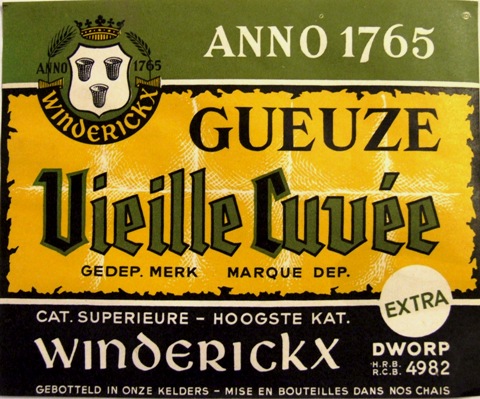 ANNO 1765
ANNO 1765
WINDERICKX
GUEUZE
Vieille Cuvée
GEDEP. MERK MARQUE DEP.
EXTRA
CAT. SUPERIEURE – HOOGSTE KAT.
WINDERICKX
DWORP
H.R.B.
R.C.B. 4982
GEBOTTELD IN ONZE KELDERS – MISE EN BOUTEILLES DANS NOS CHAIS